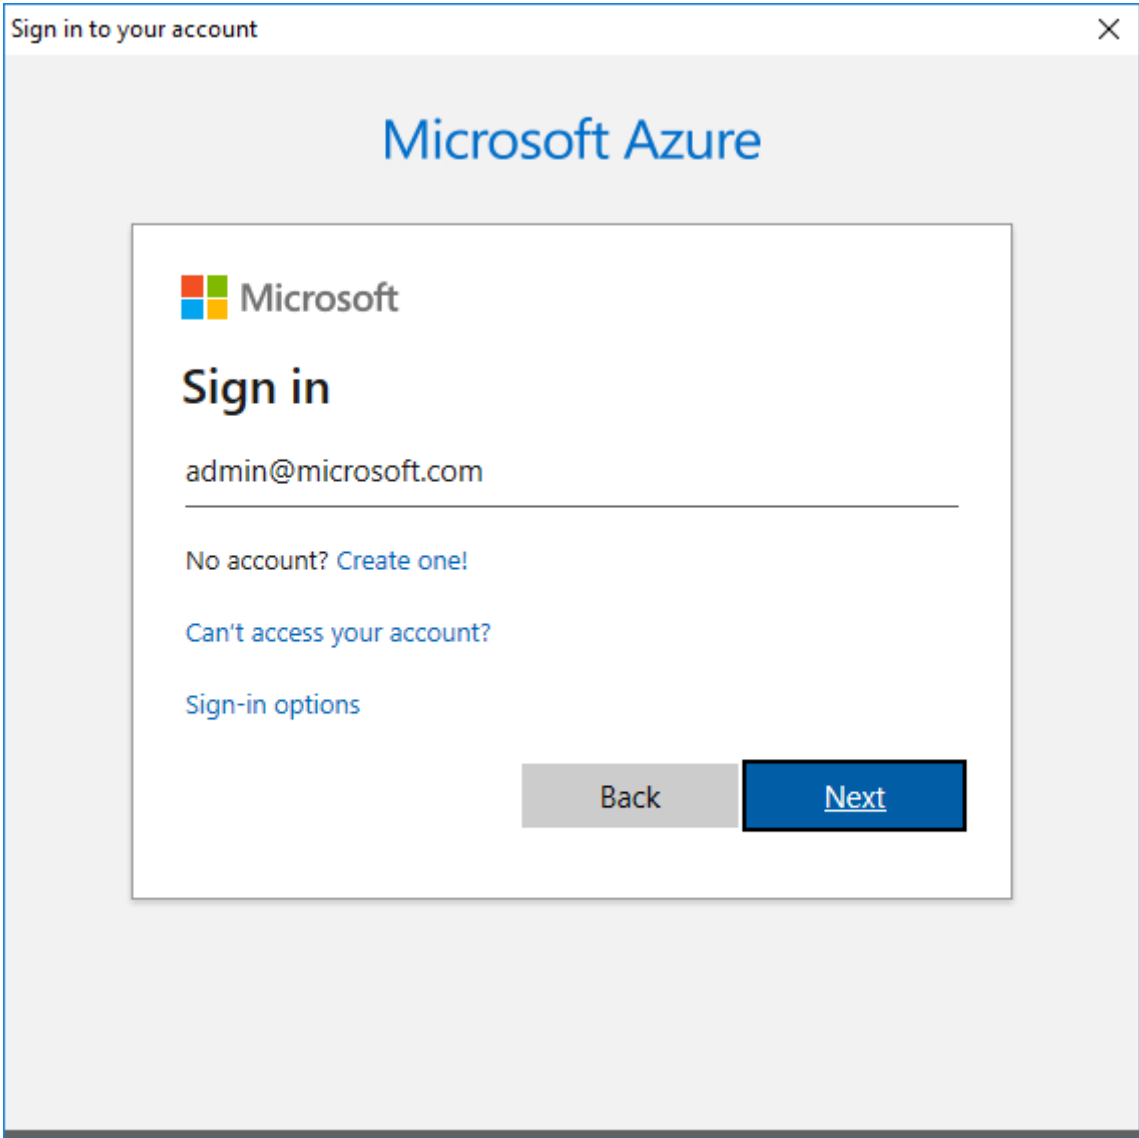 Sign in to your account
Microsoft Azure
Microsoft
Sign in
admin@microsoft.com
No account? Create one!
Can't access your account?
Sign-in options
Back Next